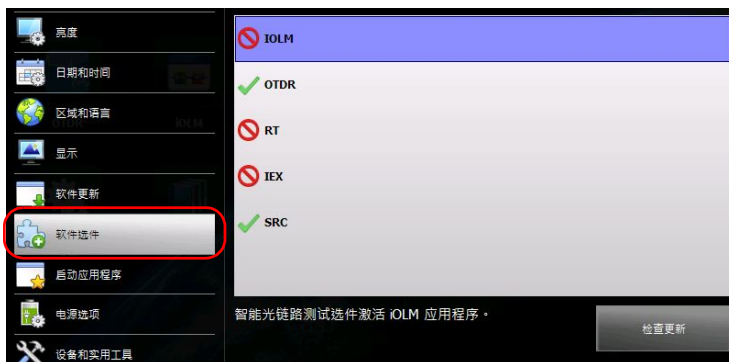 亮度
日期和时间
区域和语言
显示
软件更新
软件选件
启动应用程序
电源选项
设备和实用工具
IOLM
OTDR
RT
IEX
SRC
智能光链路测试选件激活 iOLM 应用程序。
检查更新